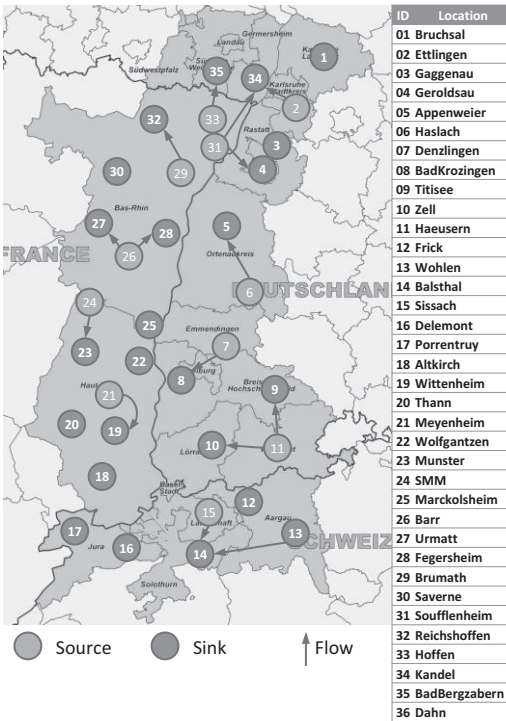 Germersheim
Landau
Südwestpfalz
35
34
1
Karlsruhe
Stadtkreis
2
32
33
Rastatt
31
3
4
30
29
Bas-Rhin
27
28
5
26
Ortenaukreis
FRANCE
6
DEUTSCHLAN
24
25
Emmendingen
23
22
7
8
9
21
20
19
10
11
18
12
15
Aargau
17
Jura
16
13
SCHWEIZ
14
Solothurn
Source
Sink
Flow
ID Location
01 Bruchsal
02 Ettlingen
03 Gaggenau
04 Geroldsau
05 Appenweier
06 Haslach
07 Denzlingen
08 BadKrozingen
09 Titisee
10 Zell
11 Haeusern
12 Frick
13 Wohlen
14 Balsthal
15 Sissach
16 Delemont
17 Porrentruy
18 Altkirch
19 Wittenheim
20 Thann
21 Meyenheim
22 Wolfgantzen
23 Munster
24 SMM
25 Marckolsheim
26 Barr
27 Urmatt
28 Fegersheim
29 Brumath
30 Saverne
31 Soufflenheim
32 Reichshoffen
33 Hoffen
34 Kandel
35 BadBergzabern
36 Dahn